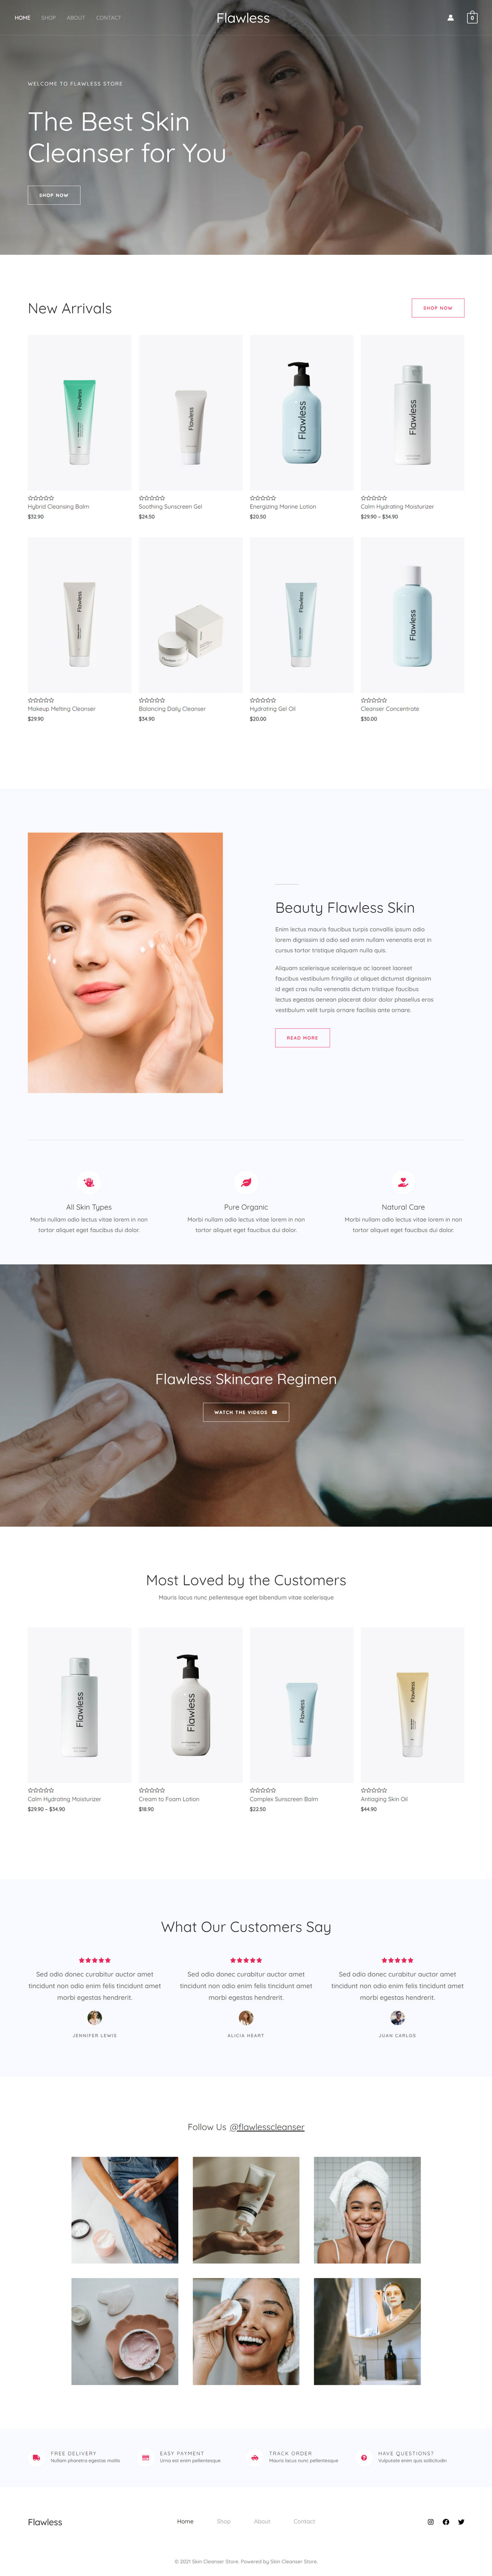 HOME SHOP ABOUT CONTACT
Flawless
0
WELCOME TO FLAWLESS STORE
The Best Skin
Cleanser for You
SHOP NOW
New Arrivals
SHOP NOW
Flawless
Flawless
Flawless
Flawless
Hybrid Cleansing Balm
$32.90
Soothing Sunscreen Gel
$24.50
Energizing Marine Lotion
$20.50
Calm Hydrating Moisturizer
$29.90 – $34.90
Flawless
Flawless
Flawless
Makeup Melting Cleanser
$29.90
Balancing Daily Cleanser
$34.90
Hydrating Gel Oil
$20.00
Cleanser Concentrate
$30.00
Beauty Flawless Skin
Enim lectus mauris faucibus turpis convallis ipsum odio
lorem dignissim id odio sed enim nullam venenatis erat in
cursus tortor tristique aliquam nulla quis.
Aliquam scelerisque scelerisque ac laoreet laoreet
faucibus vestibulum fringilla ut aliquet dictumst dignissim
id eget cras nulla venenatis dictum tristique faucibus
lectus egestas aenean placerat dolor dolor phasellus eros
vestibulum velit turpis ornare facilisis ante ornare.
READ MORE
All Skin Types
Morbi nullam odio lectus vitae lorem in non
tortor aliquet eget faucibus dui dolor.
Pure Organic
Morbi nullam odio lectus vitae lorem in non
tortor aliquet eget faucibus dui dolor.
Natural Care
Morbi nullam odio lectus vitae lorem in non
tortor aliquet eget faucibus dui dolor.
Flawless Skincare Regimen
WATCH THE VIDEOS
Most Loved by the Customers
Mauris lacus nunc pellentesque eget bibendum vitae scelerisque
Flawless
Flawless
Flawless
Flawless
Calm Hydrating Moisturizer
$29.90 – $34.90
Cream to Foam Lotion
$18.90
Complex Sunscreen Balm
$22.50
Antiaging Skin Oil
$44.90
What Our Customers Say
Sed odio donec curabitur auctor amet
tincidunt non odio enim felis tincidunt amet
morbi egestas hendrerit.
JENNIFER LEWIS
Sed odio donec curabitur auctor amet
tincidunt non odio enim felis tincidunt amet
morbi egestas hendrerit.
ALICIA HEART
Sed odio donec curabitur auctor amet
tincidunt non odio enim felis tincidunt amet
morbi egestas hendrerit.
JUAN CARLOS
Follow Us @flawlesscleanser
FREE DELIVERY
Nullam pharetra egestas mollis
EASY PAYMENT
Urna est enim pellentesque
TRACK ORDER
Mauris lacus nunc pellentesque
HAVE QUESTIONS?
Vulputate enim quis sollicitudin
Flawless
Home Shop About Contact
© 2021 Skin Cleanser Store. Powered by Skin Cleanser Store.